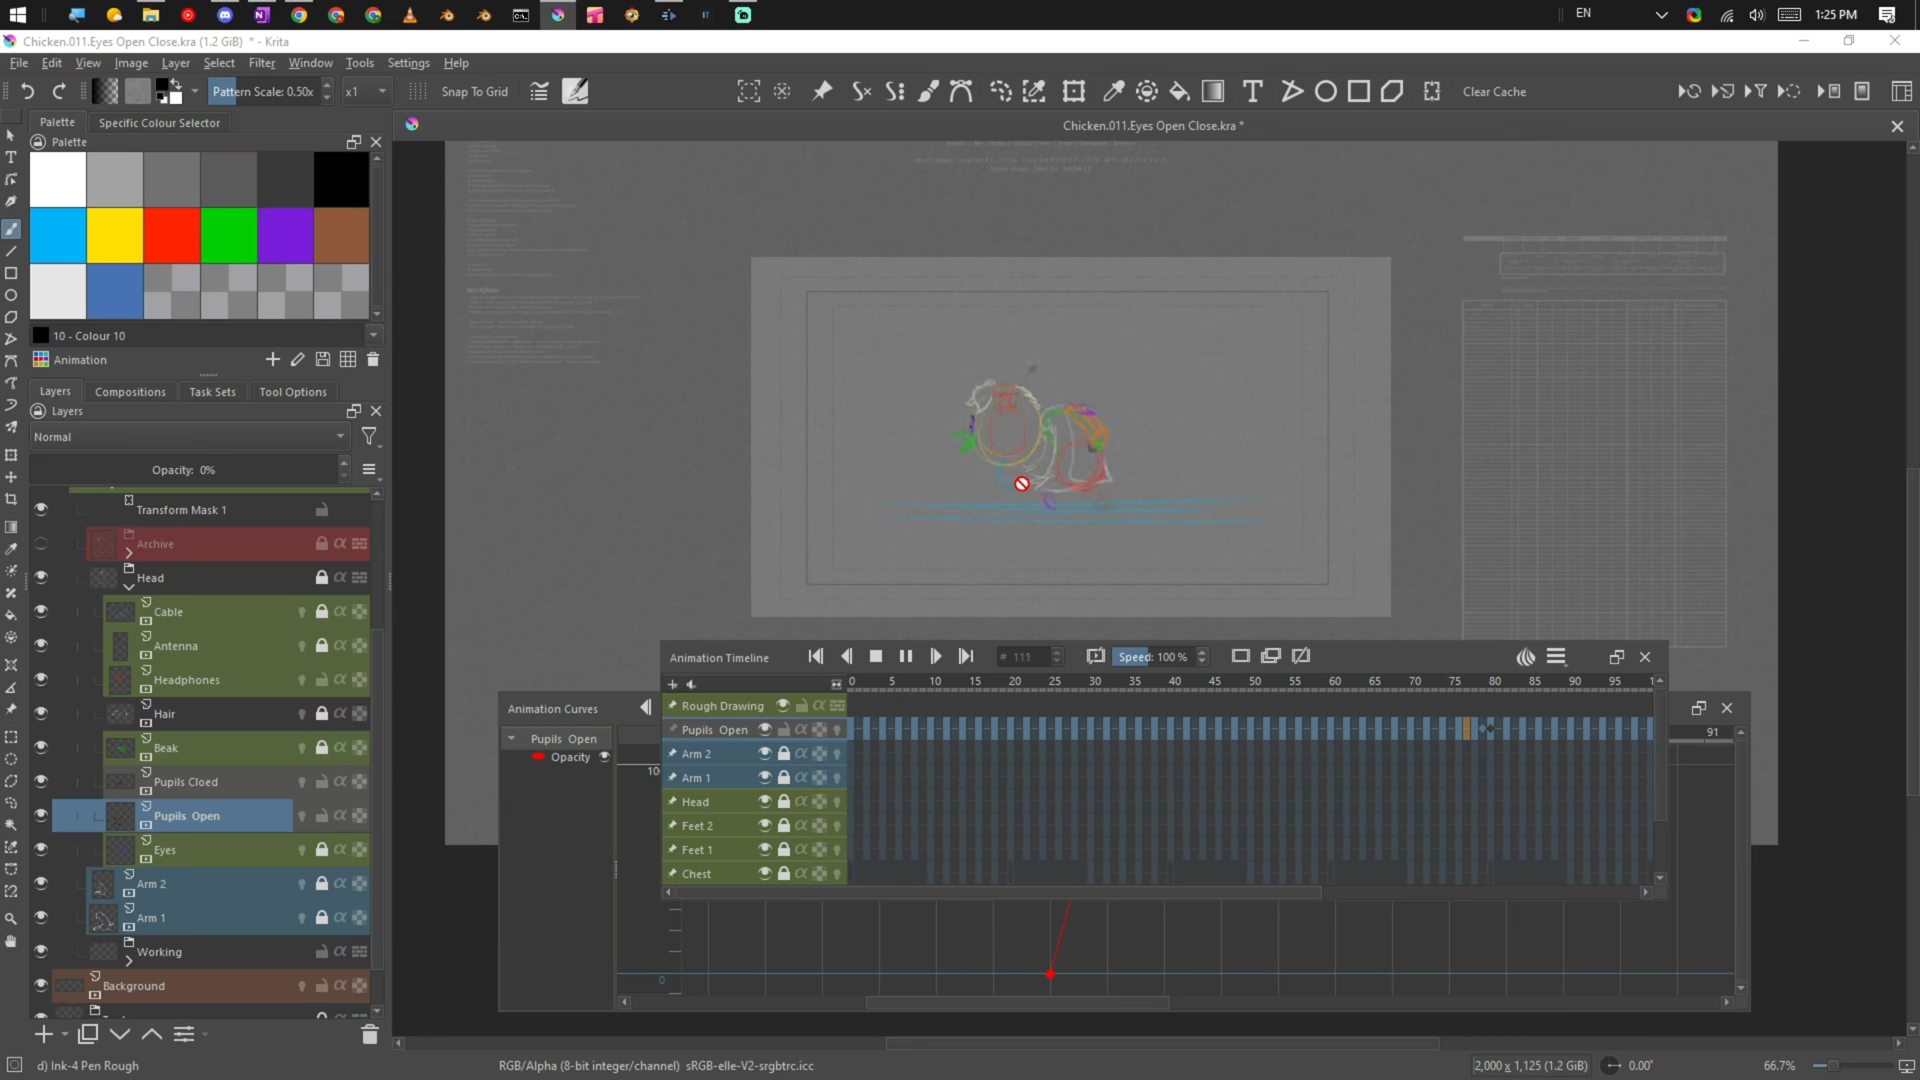 EN
1:25 PM
Chicken.011.Eyes Open Close.kra (1.2 GiB) * - Krita
File Edit View Image Layer Select Filter Tools Settings Window Help
Pattern Scale: 0.50x
x1
Snap To Grid
Clear Cache
Palette
Specific Colour Selector
Chicken.011.Eyes Open Close.kra *
Palette
10 - Colour 10
Animation
Layers
Compositions
Task Sets
Tool Options
Layers
Normal
Opacity: 0%
Transform Mask 1
Archive
Head
Cable
Antenna
Headphones
Hair
Beak
Pupils Cloed
Pupils Open
Eyes
Arm 2
Arm 1
Working
Background
Animation Timeline
# 111
Speed: 100 %
0 5 10 15 20 25 30 35 40 45 50 55 60 65 70 75 80 85 90 95 1
Rough Drawing
Pupils Open
Arm 2
Arm 1
Head
Feet 2
Feet 1
Chest
Animation Curves
Pupils Open
Opacity
10
91
0
d) Ink-4 Pen Rough
RGB/Alpha (8-bit integer/channel) sRGB-elle-V2-srgbtrc.icc
2,000 x 1,125 (1.2 GiB)
0.00°
66.7%